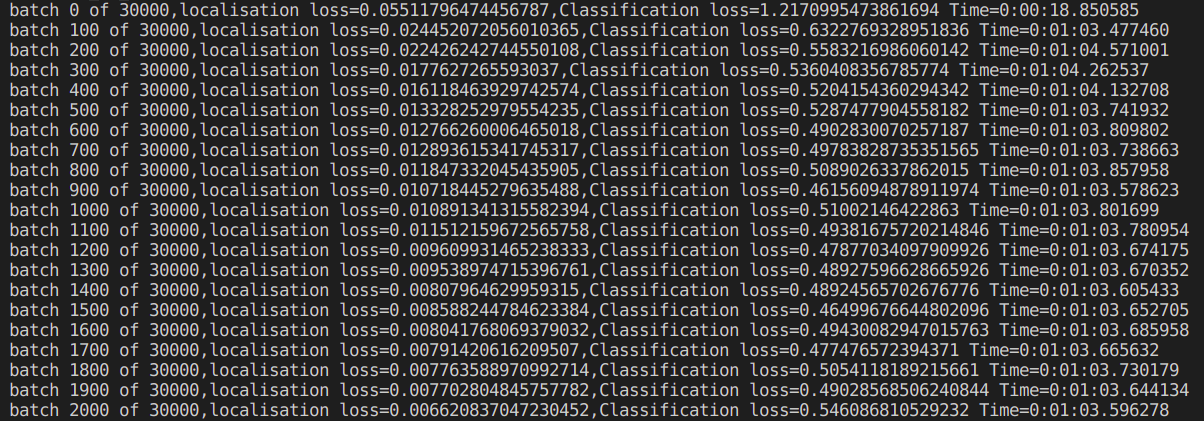 batch 0 of 30000,localisation loss=0.05511796474456787,Classification loss=1.2170995473861694 Time=0:00:18.850585
batch 100 of 30000,localisation loss=0.024452072056010365,Classification loss=0.6322769328951836 Time=0:01:03.477460
batch 200 of 30000,localisation loss=0.022426242744550108,Classification loss=0.5583216986060142 Time=0:01:04.571001
batch 300 of 30000,localisation loss=0.0177627265593037,Classification loss=0.5360408356785774 Time=0:01:04.262537
batch 400 of 30000,localisation loss=0.016118463929742574,Classification loss=0.5204154360294342 Time=0:01:04.132708
batch 500 of 30000,localisation loss=0.013328252979554235,Classification loss=0.5287477904558182 Time=0:01:03.741932
batch 600 of 30000,localisation loss=0.012766260006465018,Classification loss=0.4902830070257187 Time=0:01:03.809802
batch 700 of 30000,localisation loss=0.012893615341745317,Classification loss=0.49783828735351565 Time=0:01:03.738663
batch 800 of 30000,localisation loss=0.011847332045435905,Classification loss=0.5089026337862015 Time=0:01:03.857958
batch 900 of 30000,localisation loss=0.010718445279635488,Classification loss=0.46156094878911974 Time=0:01:03.578623
batch 1000 of 30000,localisation loss=0.010891341315582394,Classification loss=0.51002146422863 Time=0:01:03.801699
batch 1100 of 30000,localisation loss=0.011512159672565758,Classification loss=0.49381675720214846 Time=0:01:03.780954
batch 1200 of 30000,localisation loss=0.009609931465238333,Classification loss=0.47877034097909926 Time=0:01:03.674175
batch 1300 of 30000,localisation loss=0.009538974715396761,Classification loss=0.48927596628665926 Time=0:01:03.670352
batch 1400 of 30000,localisation loss=0.00807964629959315,Classification loss=0.48924565702676776 Time=0:01:03.605433
batch 1500 of 30000,localisation loss=0.008588244784623384,Classification loss=0.46499676644802096 Time=0:01:03.652705
batch 1600 of 30000,localisation loss=0.008041768069379032,Classification loss=0.49430082947015763 Time=0:01:03.685958
batch 1700 of 30000,localisation loss=0.00791420616209507,Classification loss=0.477476572394371 Time=0:01:03.665632
batch 1800 of 30000,localisation loss=0.007763588970992714,Classification loss=0.5054118189215661 Time=0:01:03.730179
batch 1900 of 30000,localisation loss=0.007702804845757782,Classification loss=0.49028568506240844 Time=0:01:03.644134
batch 2000 of 30000,localisation loss=0.006620837047230452,Classification loss=0.546086810529232 Time=0:01:03.596278